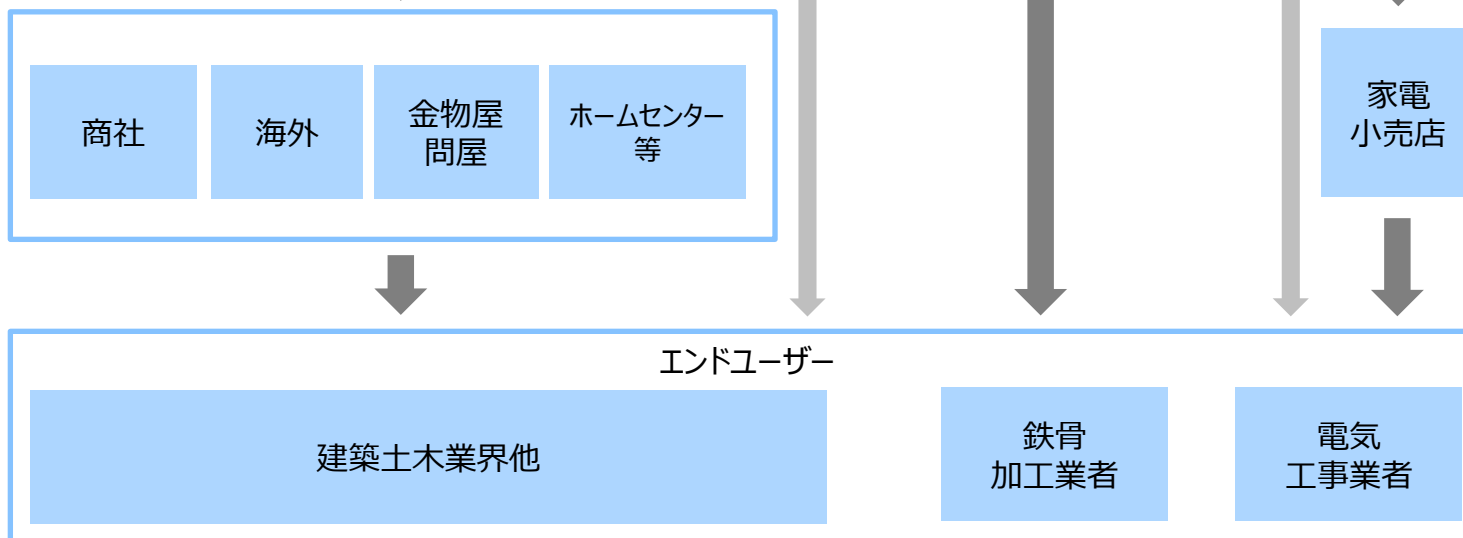 商社
海外
金物屋
問屋
ホームセンター
等
家電
小売店
エンドユーザー
建築土木業界他
鉄骨
加工業者
電気
工事業者